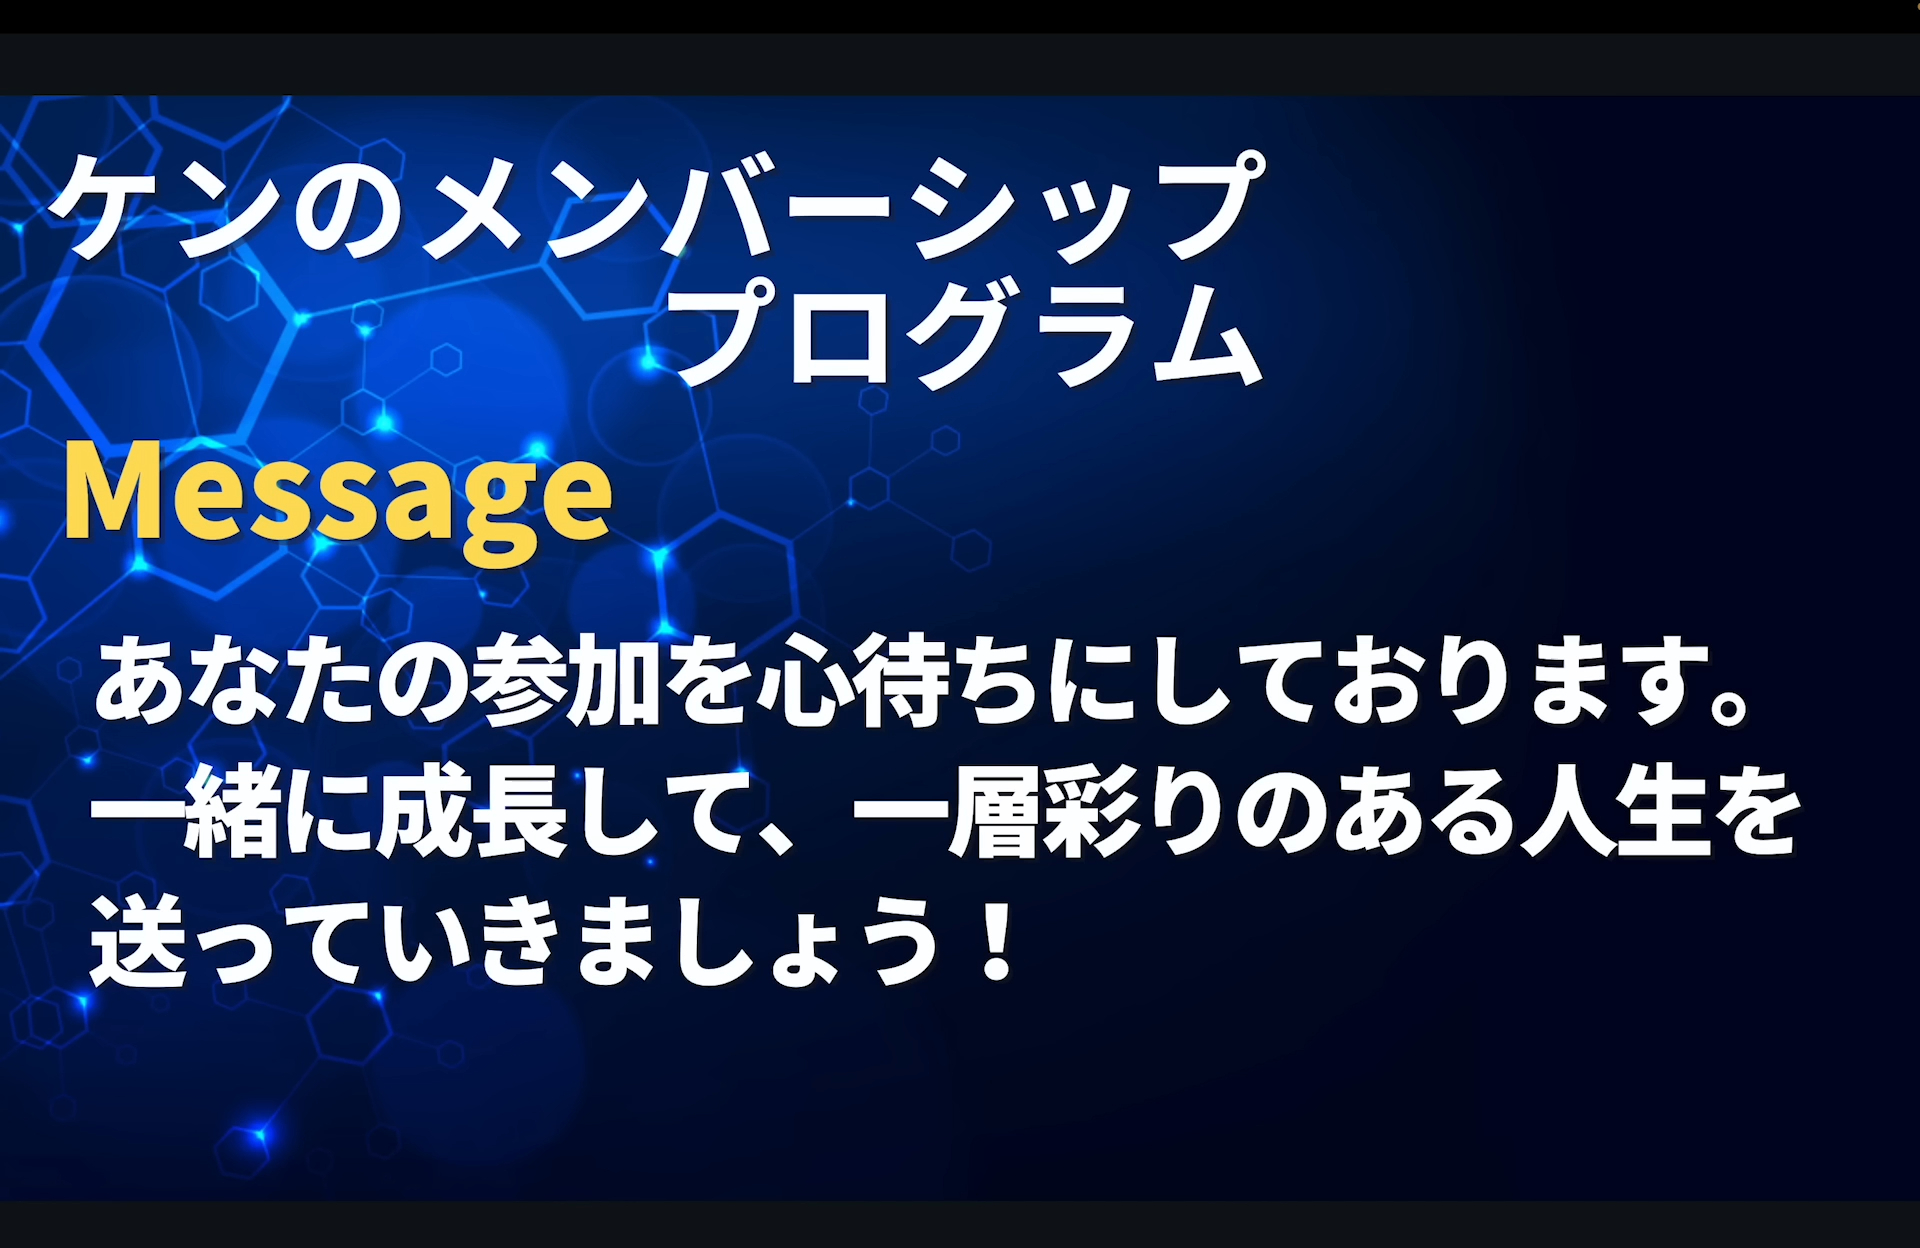 ケンのメンバーシップ
プログラム
Message
あなたの参加を心待ちにしております。
一緒に成長して、一層彩りのある人生を
送っていきましょう！